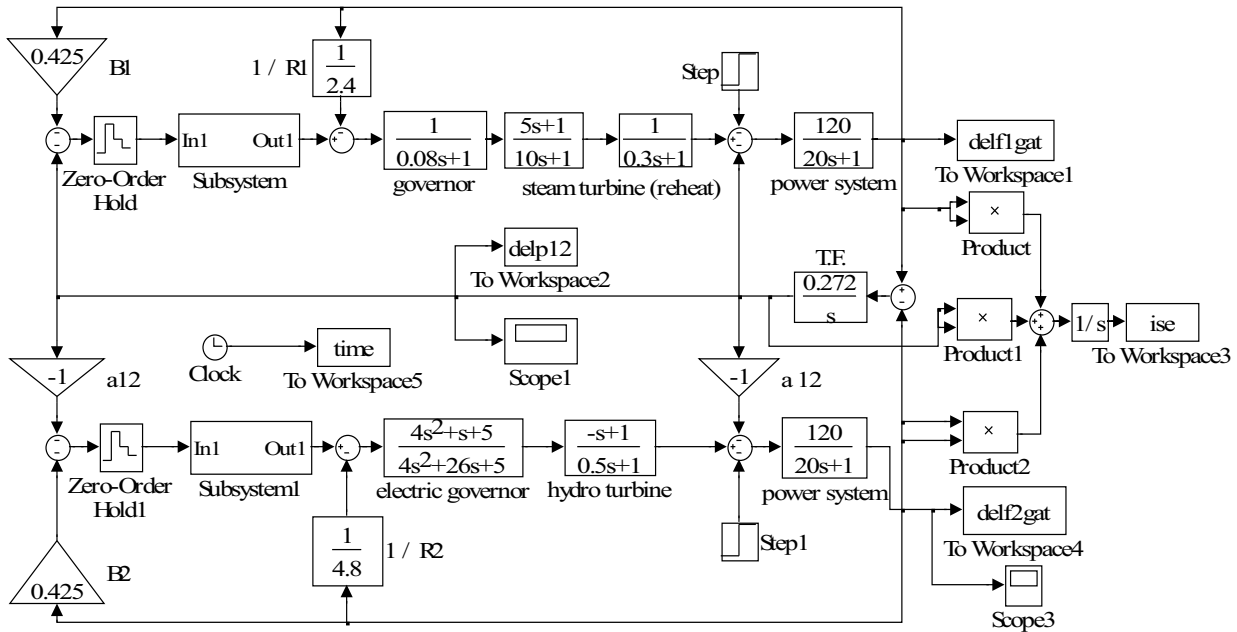 0.425
B1
1 / R1
1
2.4
Step
Zero-Order
Hold
In1
Out1
Subsystem
1
0.08s+1
governor
5s+1
10s+1
1
0.3s+1
steam turbine (reheat)
120
20s+1
power system
delf1gat
To Workspace1
×
Product
delp12
To Workspace2
T.F.
0.272
s
×
Product1
1/s
ise
To Workspace3
Clock
time
To Workspace5
Scope1
-1
a12
-1
a 12
Zero-Order
Hold1
In1
Out1
Subsystem1
4s²+s+5
4s²+26s+5
electric governor
-s+1
0.5s+1
hydro turbine
120
20s+1
power system
×
Product2
delf2gat
To Workspace4
1
4.8
1 / R2
Step1
Scope3
B2
0.425